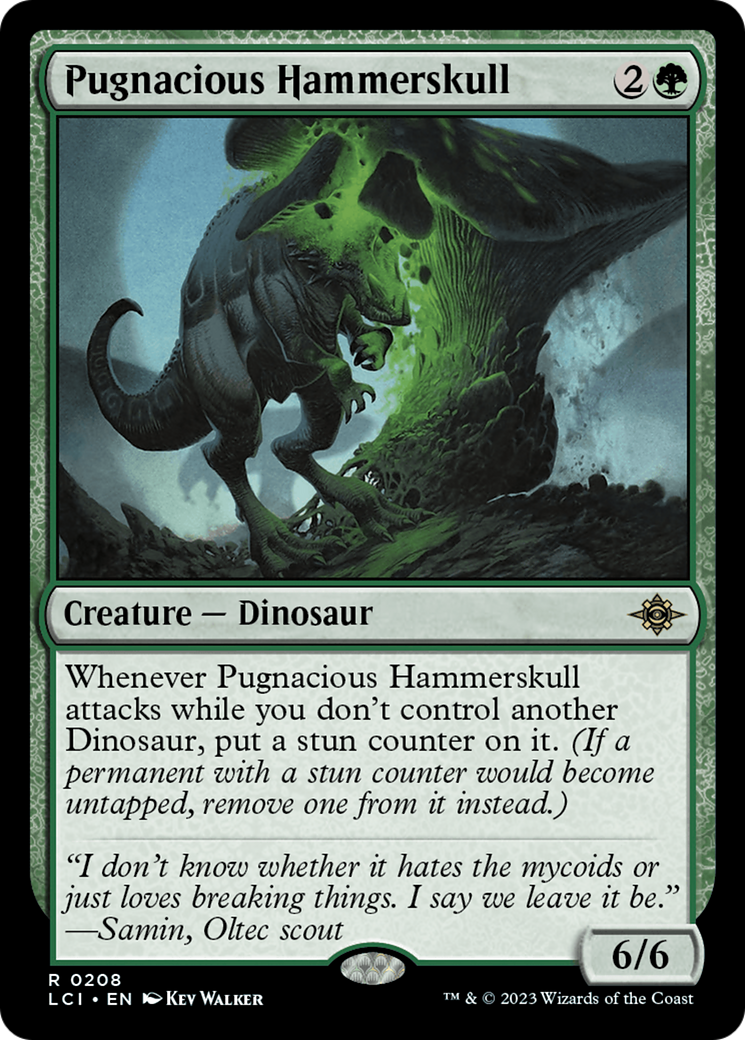 Pugnacious Hammerskull 2
Creature — Dinosaur
Whenever Pugnacious Hammerskull
attacks while you don't control another
Dinosaur, put a stun counter on it. (If a
permanent with a stun counter would become
untapped, remove one from it instead.)
“I don't know whether it hates the mycoids or
just loves breaking things. I say we leave it be.”
—Samin, Oltec scout
6/6
R 0208
LCI • EN Kev Walker ™ & © 2023 Wizards of the Coast